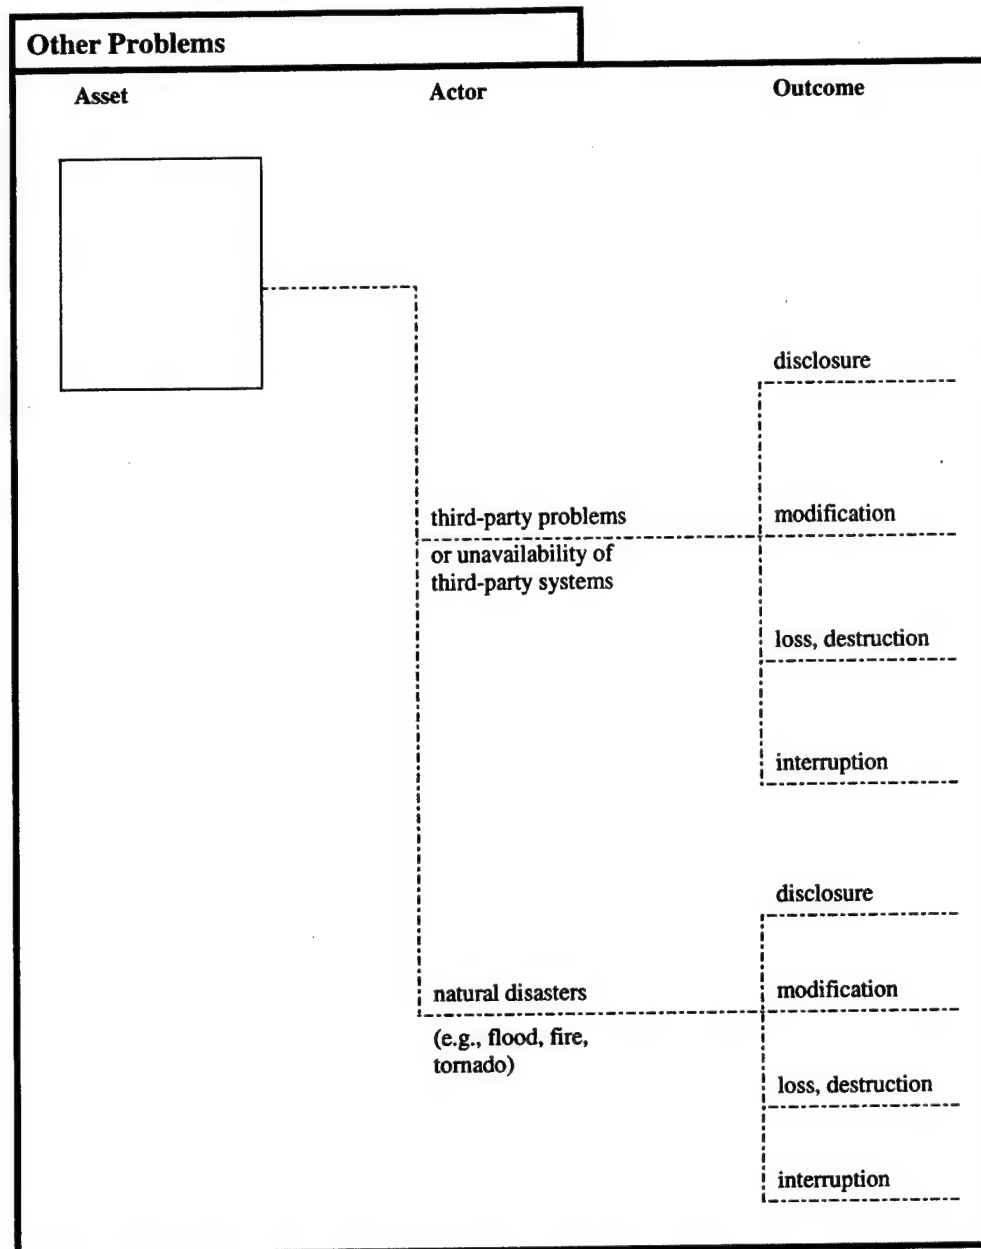 Other Problems
Asset Actor Outcome
disclosure
third-party problems
or unavailability of
third-party systems
modification
loss, destruction
interruption
disclosure
natural disasters
(e.g., flood, fire,
tornado)
modification
loss, destruction
interruption